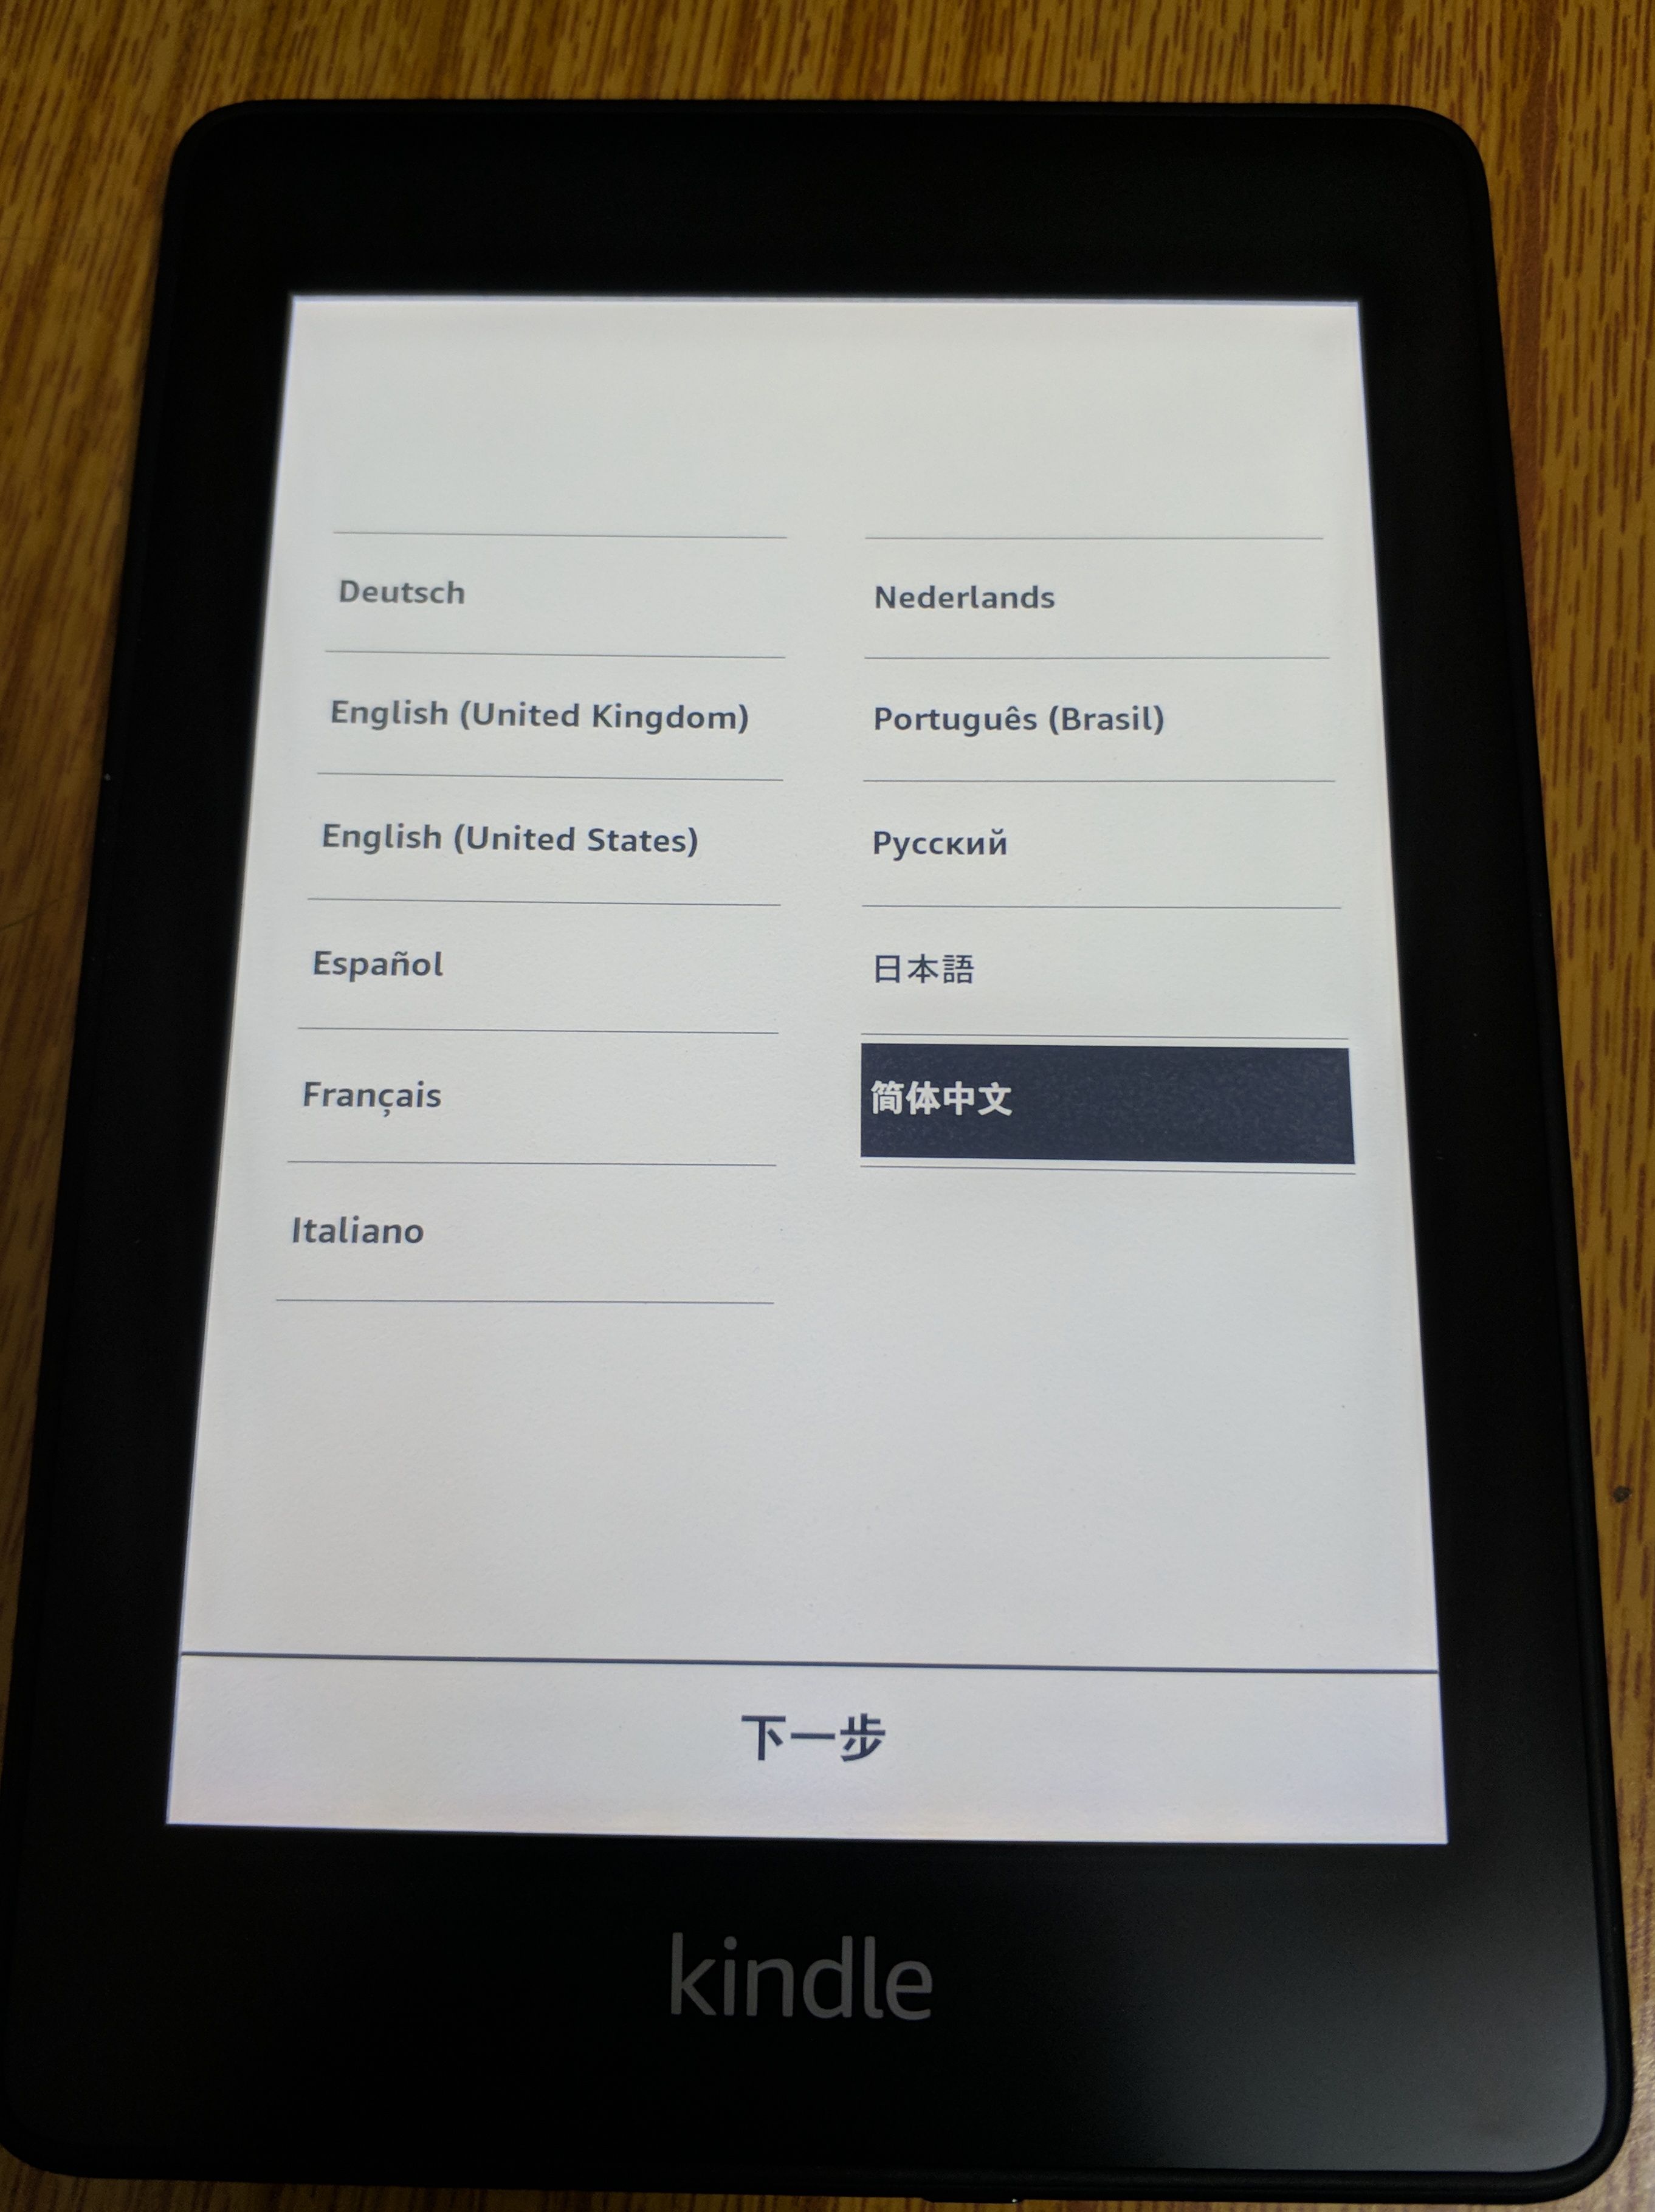 Deutsch
English (United Kingdom)
English (United States)
Español
Français
Italiano
Nederlands
Português (Brasil)
Русский
日本語
简体中文
下一步
kindle